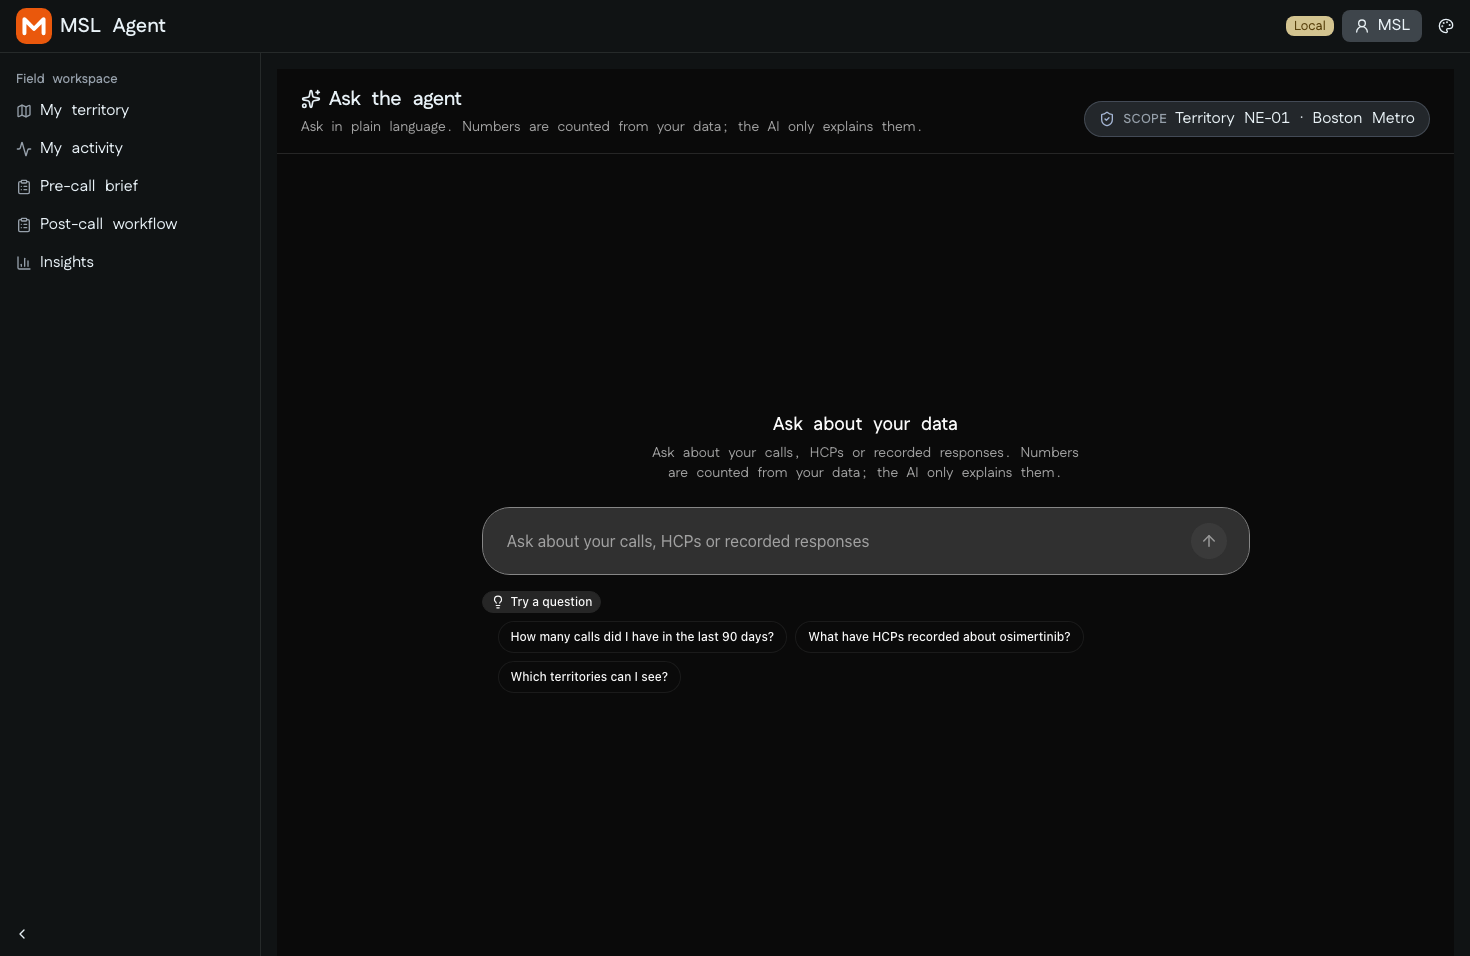 MSL Agent
Local
MSL
Field workspace
My territory
My activity
Pre-call brief
Post-call workflow
Insights
Ask the agent
Ask in plain language. Numbers are counted from your data; the AI only explains them.
SCOPE Territory NE-01 · Boston Metro
Ask about your data
Ask about your calls, HCPs or recorded responses. Numbers
are counted from your data; the AI only explains them.
Ask about your calls, HCPs or recorded responses
Try a question
How many calls did I have in the last 90 days?
What have HCPs recorded about osimertinib?
Which territories can I see?